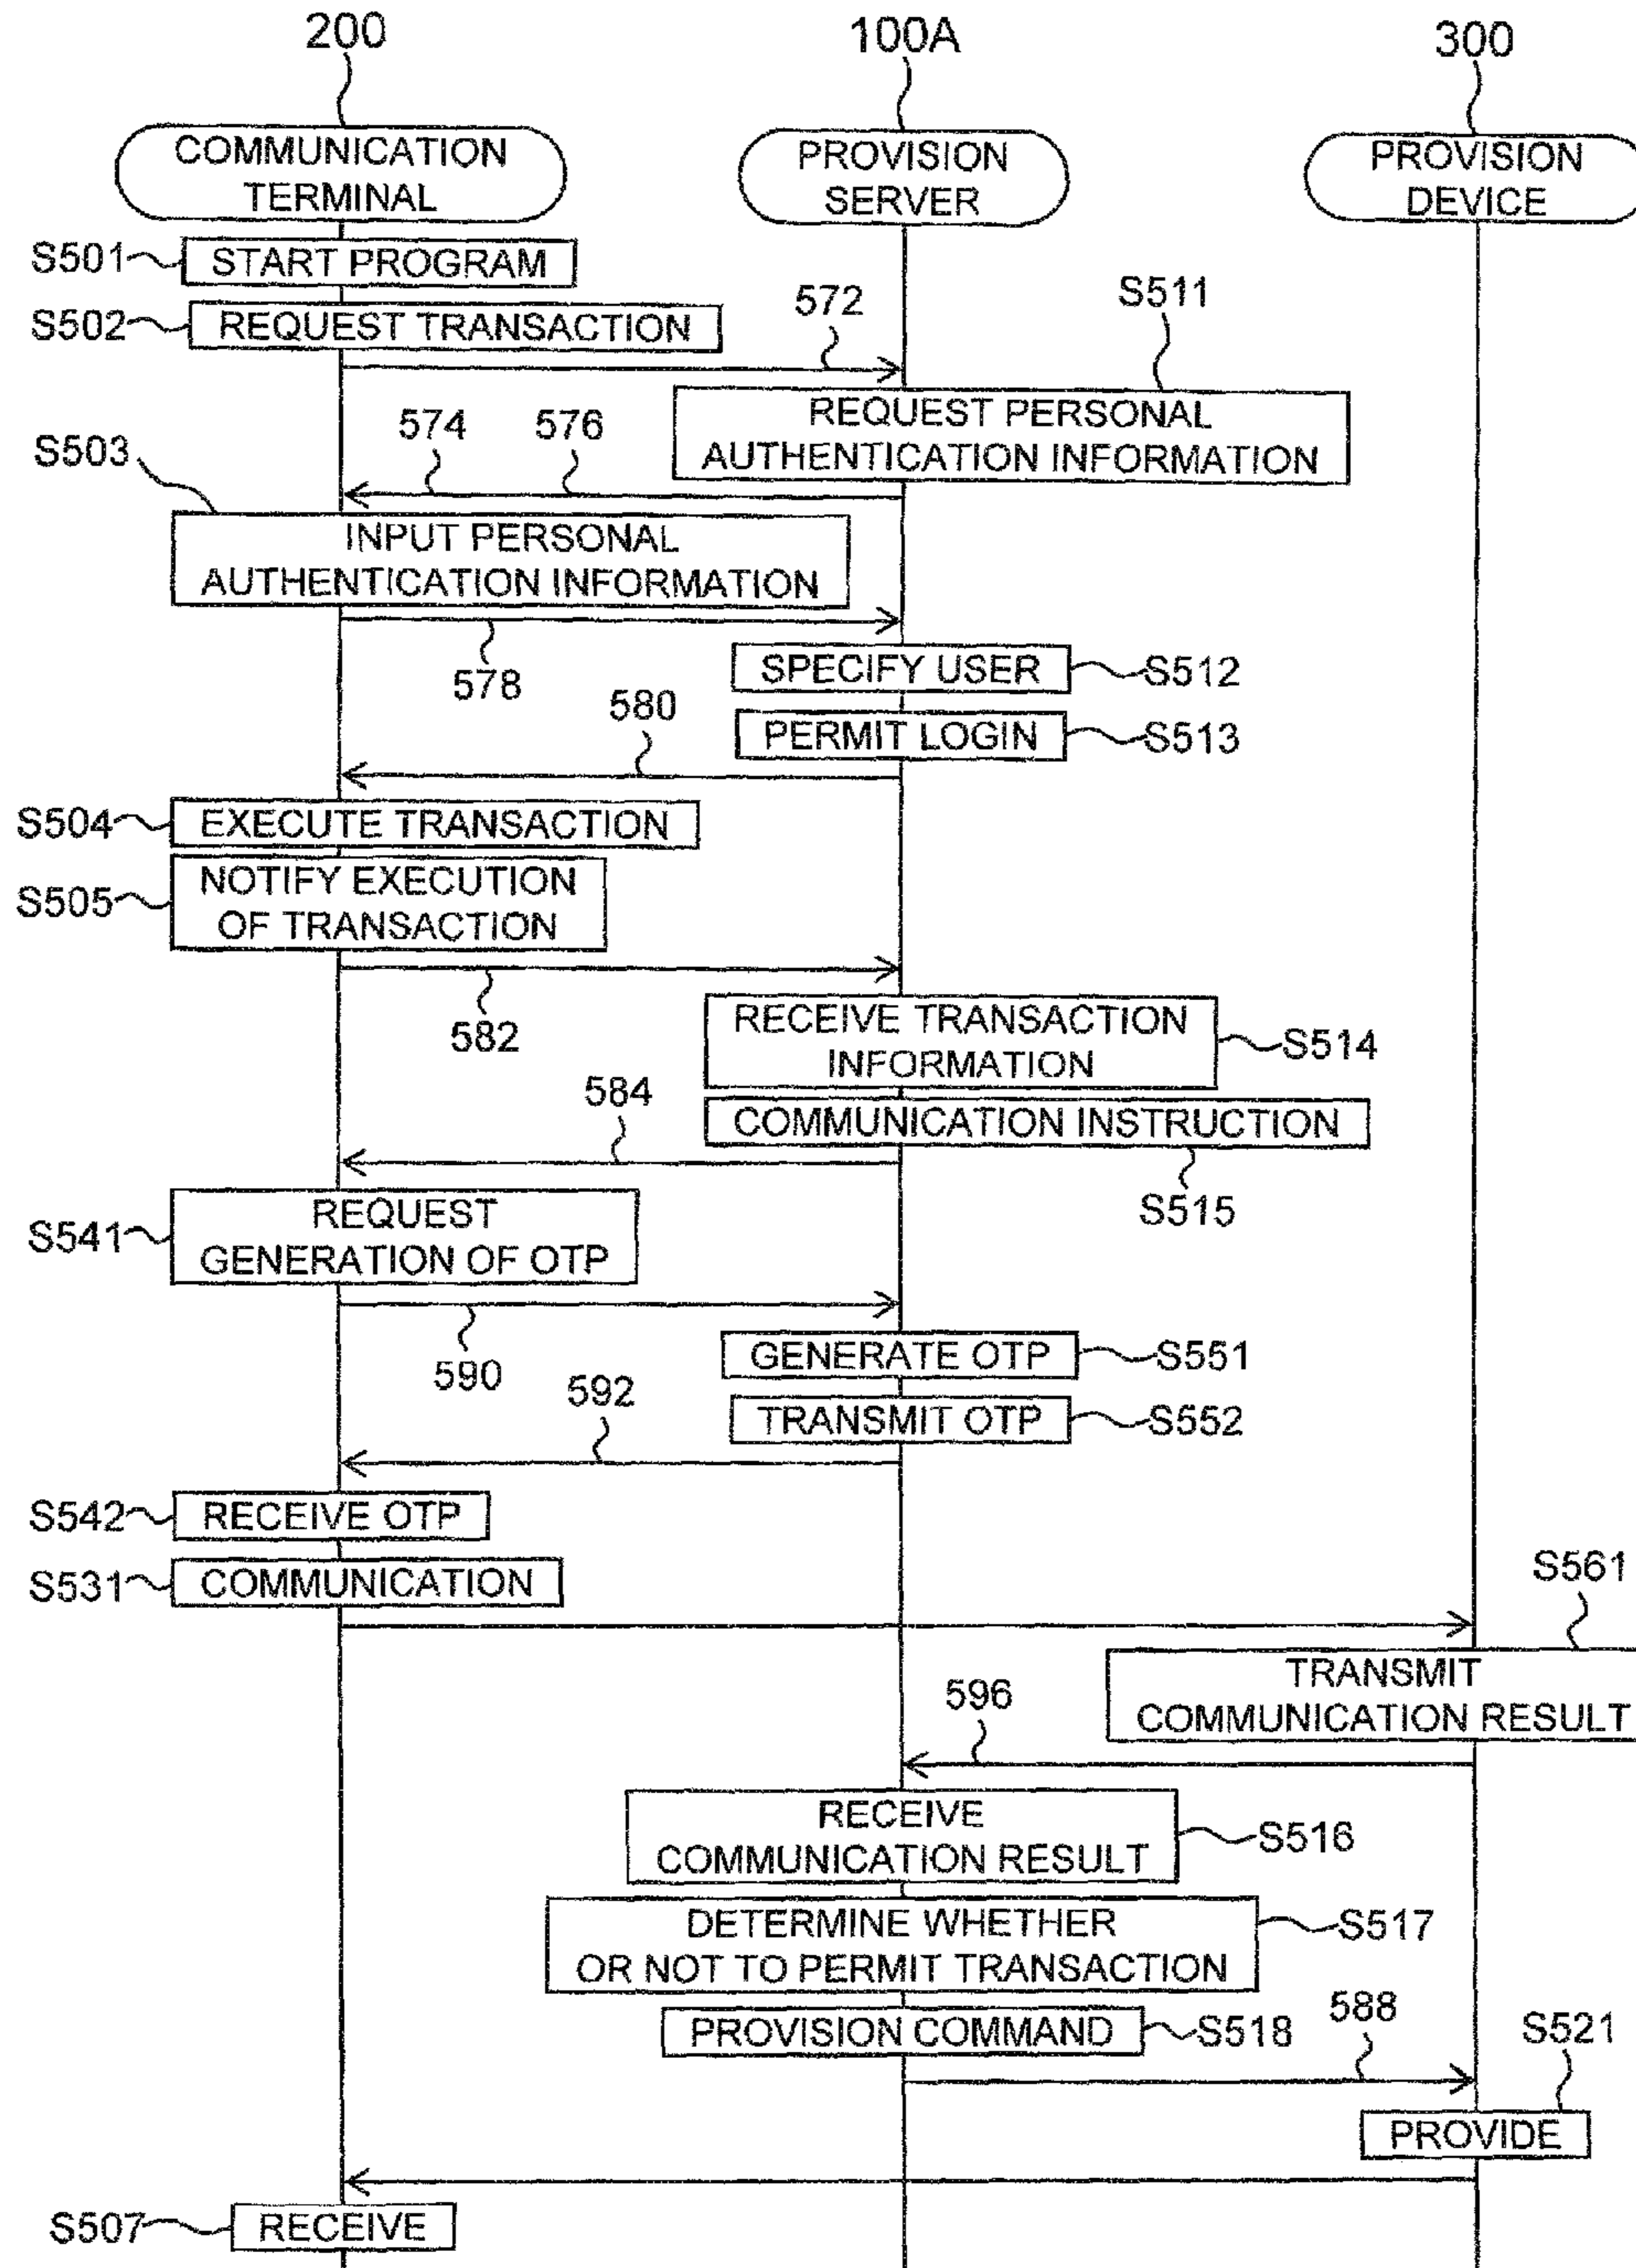 200
100A
300
COMMUNICATION
TERMINAL
PROVISION
SERVER
PROVISION
DEVICE
S501
START PROGRAM
S502
REQUEST TRANSACTION
572
S511
REQUEST PERSONAL
AUTHENTICATION INFORMATION
574
576
S503
INPUT PERSONAL
AUTHENTICATION INFORMATION
578
SPECIFY USER
S512
580
PERMIT LOGIN
S513
S504
EXECUTE TRANSACTION
S505
NOTIFY EXECUTION
OF TRANSACTION
582
RECEIVE TRANSACTION
INFORMATION
S514
584
COMMUNICATION INSTRUCTION
S515
S541
REQUEST
GENERATION OF OTP
590
GENERATE OTP
S551
592
TRANSMIT OTP
S552
S542
RECEIVE OTP
S531
COMMUNICATION
S561
TRANSMIT
COMMUNICATION RESULT
596
RECEIVE
COMMUNICATION RESULT
S516
DETERMINE WHETHER
OR NOT TO PERMIT TRANSACTION
S517
PROVISION COMMAND
S518
588
S521
PROVIDE
S507
RECEIVE